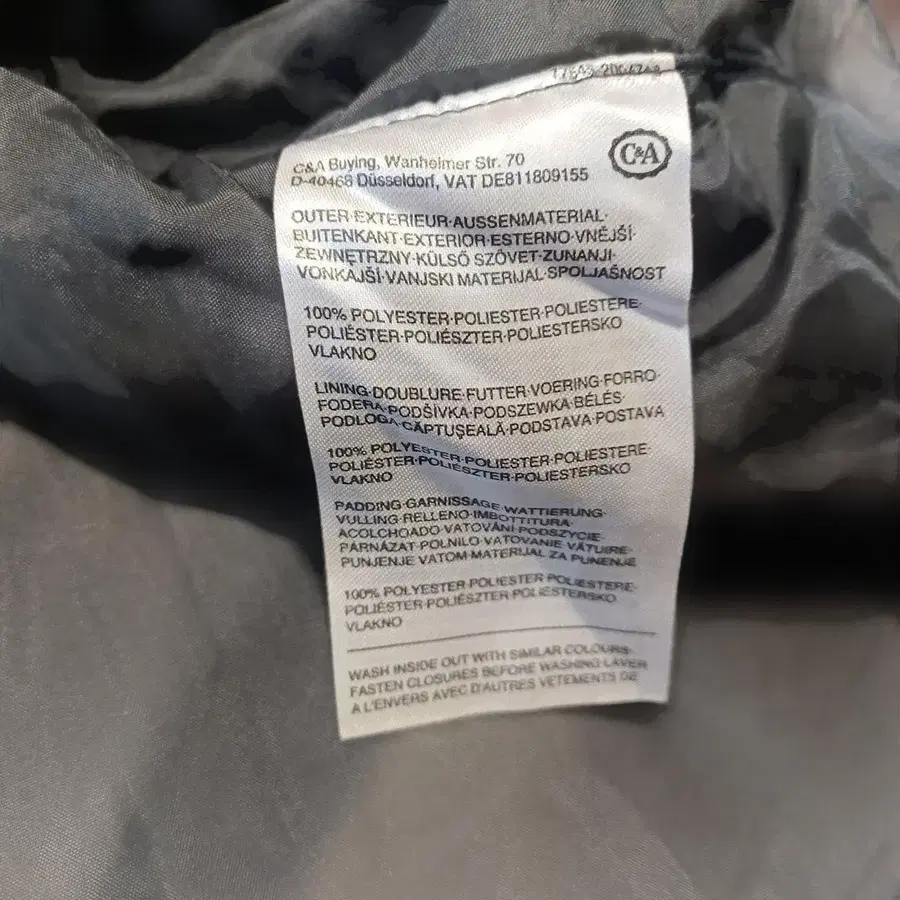 C&A Buying, Wanheimer Str. 70
D-40468 Düsseldorf, VAT DE811809155
C&A
OUTER·EXTERIEUR·AUSSENMATERIAL·
BUITENKANT·EXTERIOR·ESTERNO·VNĚJŠÍ·
ZEWNĘTRZNY·KÜLSŐ SZÖVET·ZUNANJI·
VONKAJŠÍ·VANJSKI MATERIJAL·SPOLJAŠNOST
100% POLYESTER·POLIESTER·POLIESTERE·
POLIÉSTER·POLIÉSZTER·POLIESTERSKO
VLAKNO
LINING·DOUBLURE·FUTTER·VOERING·FORRO·
FODERA·PODŠÍVKA·PODSZEWKA·BÉLÉS·
PODLOGA·CĂPTUŞEALĂ·PODSTAVA·POSTAVA
100% POLYESTER·POLIESTER·POLIESTERE·
POLIÉSTER·POLIÉSZTER·POLIESTERSKO
VLAKNO
PADDING·GARNISSAGE·WATTIERUNG·
VULLING·RELLENO·IMBOTTITURA·
ACOLCHOADO·VATOVÁNÍ·PODSZYCIE·
PÁRNÁZAT·POLNILO·VATOVANIE·VĂTUIRE·
PUNJENJE VATOM·MATERIJAL ZA PUNJENJE
100% POLYESTER·POLIESTER·POLIESTERE·
POLIÉSTER·POLIÉSZTER·POLIESTERSKO
VLAKNO
WASH INSIDE OUT WITH SIMILAR COLOURS·
FASTEN CLOSURES BEFORE WASHING·LAVER
A L'ENVERS AVEC D'AUTRES VETEMENTS DE